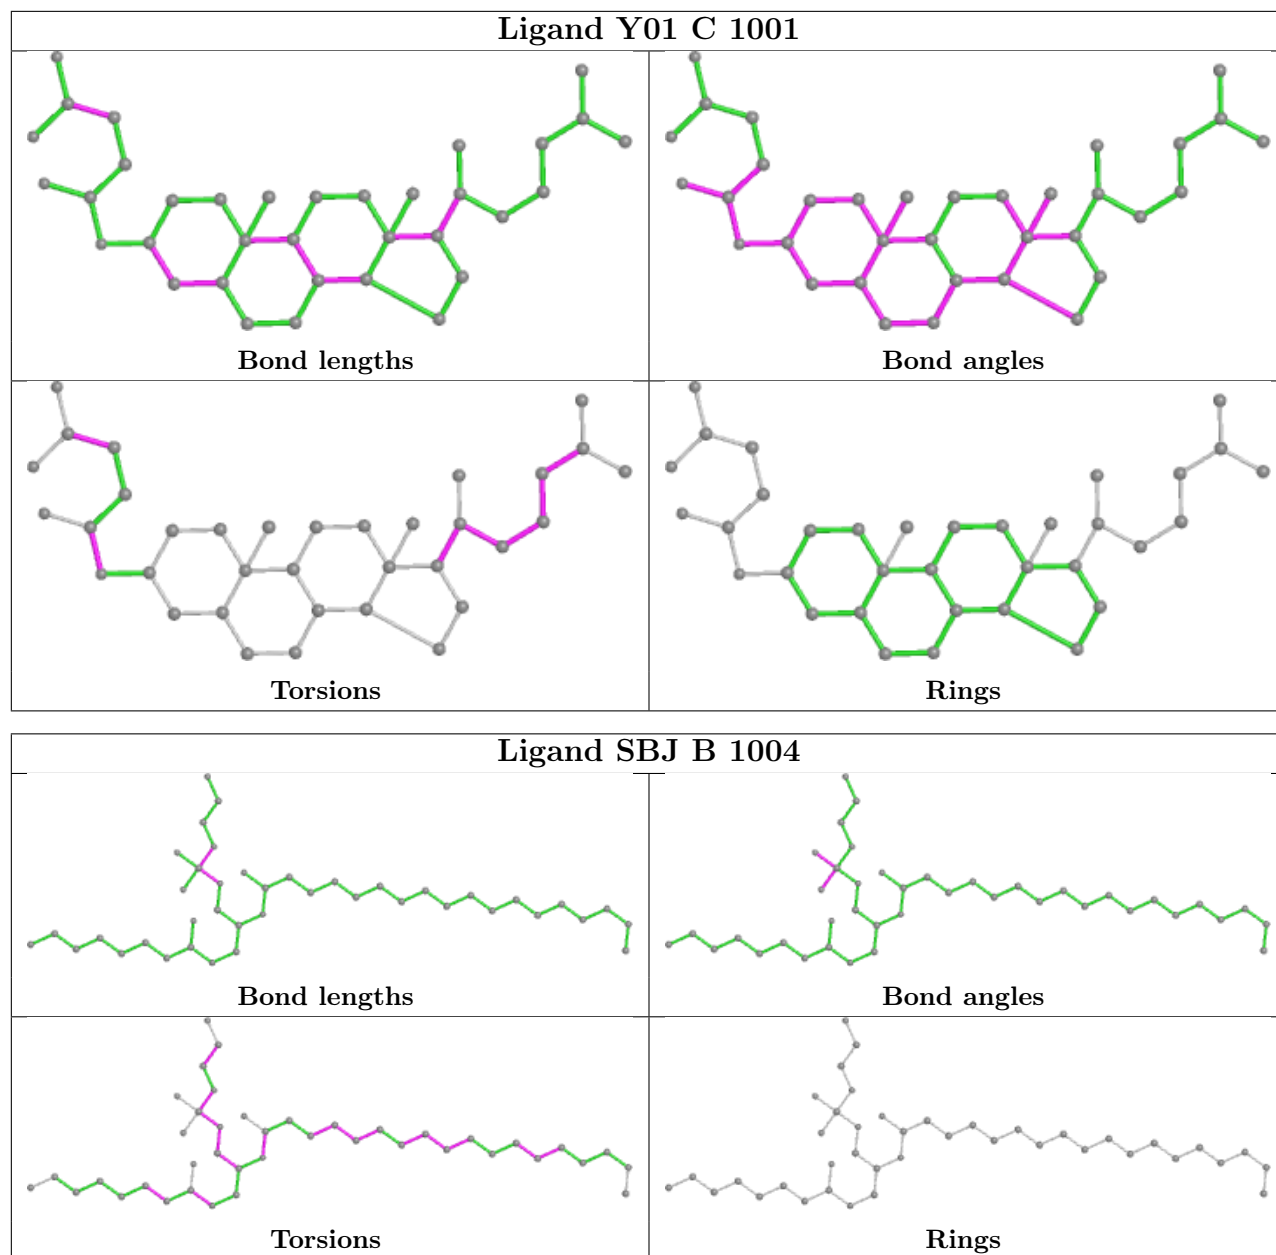 Ligand Y01 C 1001
Bond lengths
Bond angles
Torsions
Rings
Ligand SBJ B 1004
Bond lengths
Bond angles
Torsions
Rings